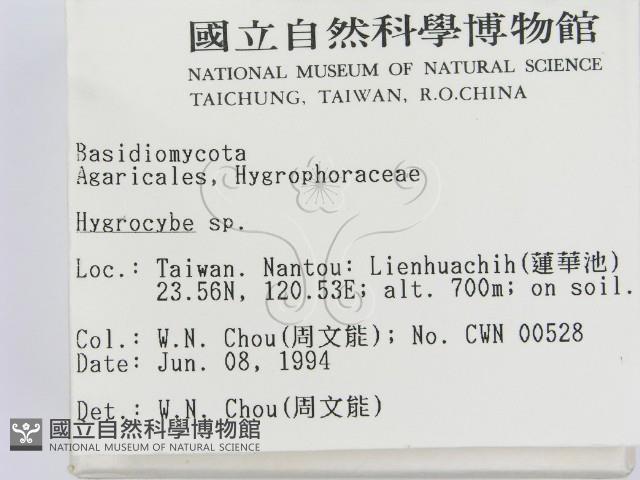 國立自然科學博物館
NATIONAL MUSEUM OF NATURAL SCIENCE
TAICHUNG, TAIWAN, R.O.CHINA
Basidiomycota
Agaricales, Hygrophoraceae
Hygrocybe sp.
Loc.: Taiwan. Nantou: Lienhuachih(蓮華池)
23.56N, 120.53E; alt. 700m; on soil.
Col.: W.N. Chou(周文能); No. CWN 00528
Date: Jun. 08, 1994
Det.: W.N. Chou(周文能)
國立自然科學博物館
NATIONAL MUSEUM OF NATURAL SCIENCE